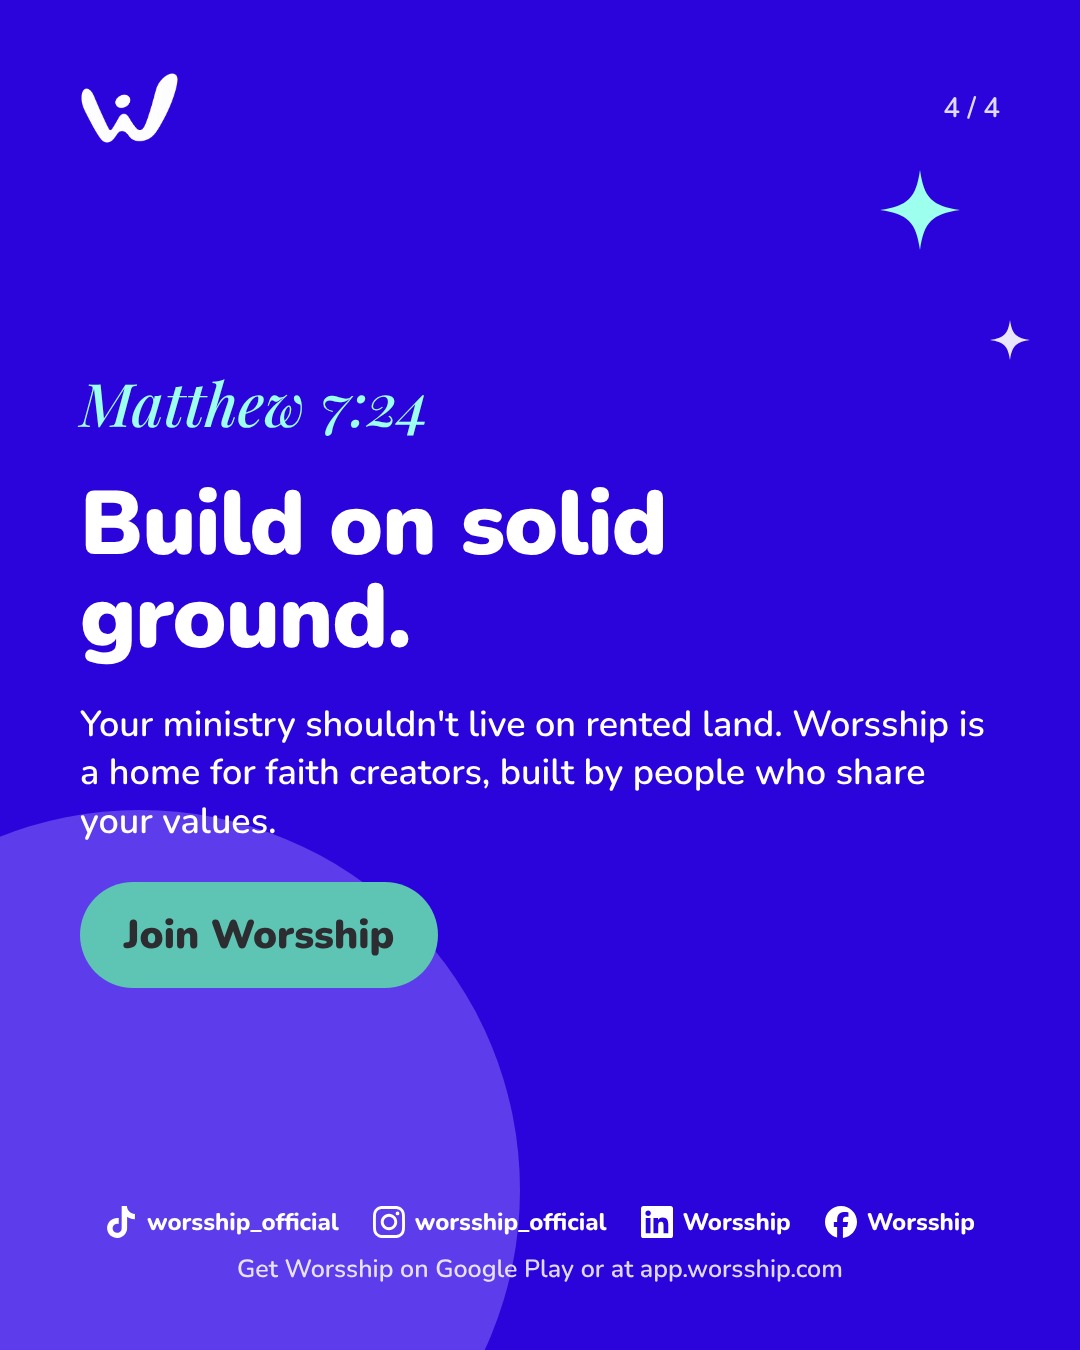 4 / 4
Matthew 7:24
Build on solid
ground.
Your ministry shouldn't live on rented land. Worsship is
a home for faith creators, built by people who share
your values.
Join Worsship
worsship_official worsship_official Worsship Worsship
Get Worsship on Google Play or at app.worsship.com